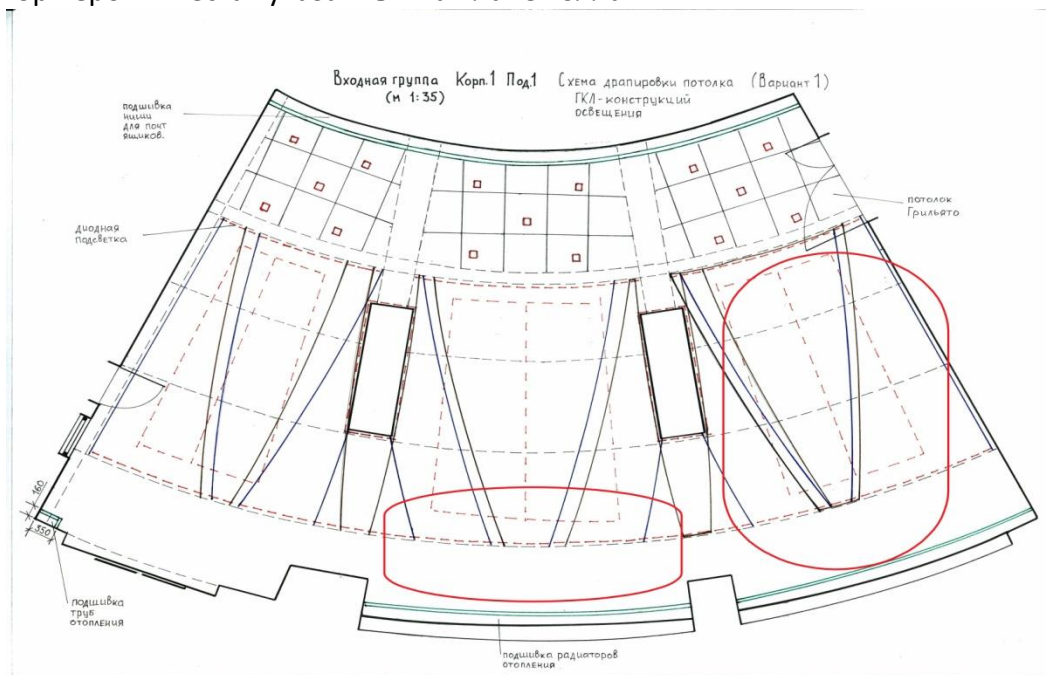 Входная группа Корп.1 Под.1 Схема драпировки потолка (Вариант 1)
(м 1:35) ГКЛ-конструкций
освещения
подшивка
ниши
для почт
ящиков.
диодная
подсветка
потолок
Грильято
160
350
подшивка
труб
отопления
подшивка радиаторов
отопления